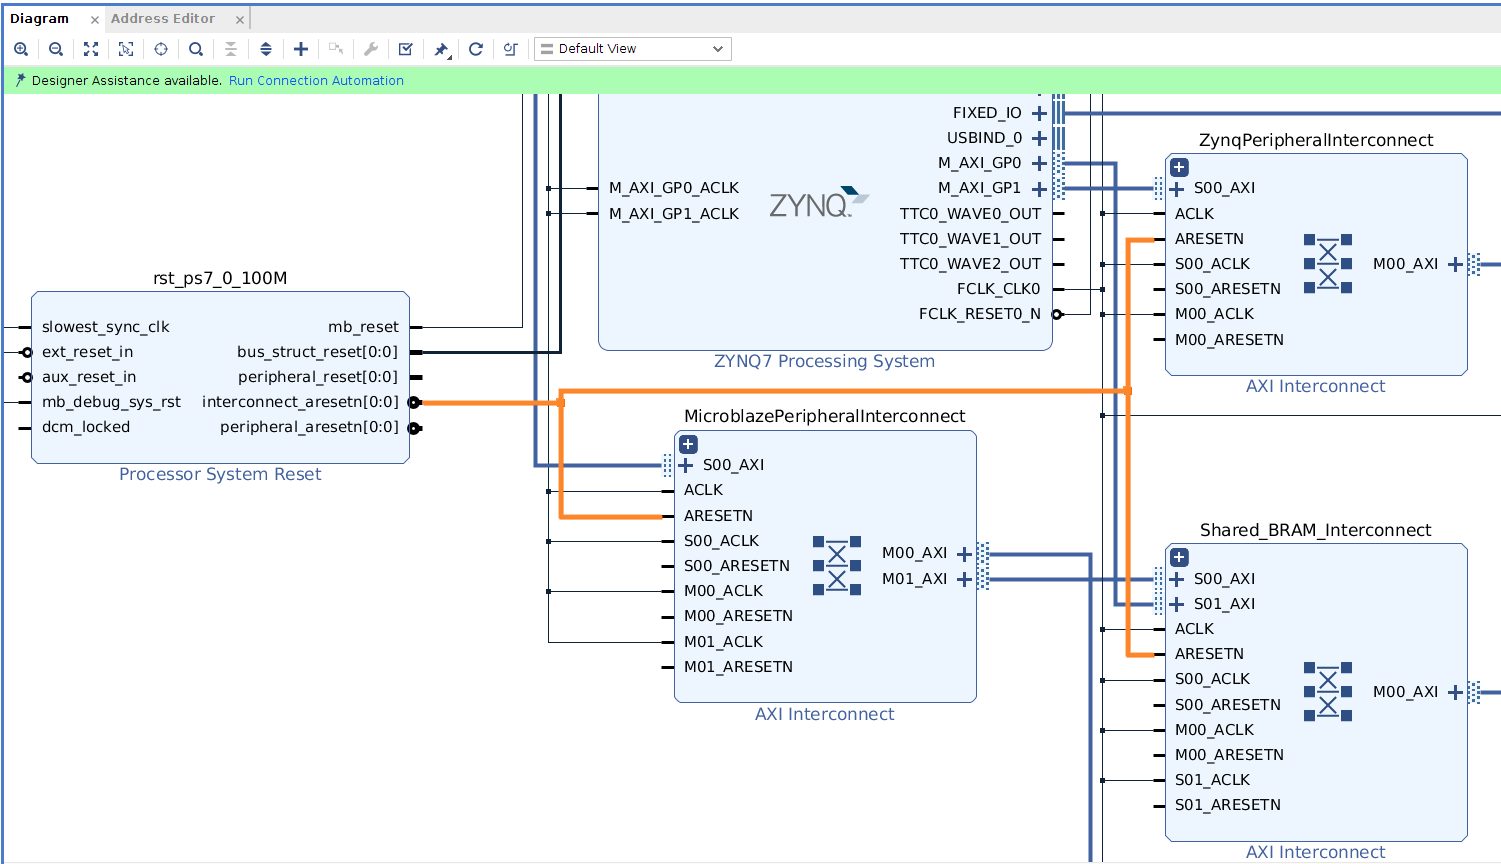 Diagram
Address Editor
Default View
Designer Assistance available. Run Connection Automation
rst_ps7_0_100M
slowest_sync_clk
ext_reset_in
aux_reset_in
mb_debug_sys_rst
dcm_locked
mb_reset
bus_struct_reset[0:0]
peripheral_reset[0:0]
interconnect_aresetn[0:0]
peripheral_aresetn[0:0]
Processor System Reset
M_AXI_GP0_ACLK
M_AXI_GP1_ACLK
ZYNQ
FIXED_IO
USBIND_0
M_AXI_GP0
M_AXI_GP1
TTC0_WAVE0_OUT
TTC0_WAVE1_OUT
TTC0_WAVE2_OUT
FCLK_CLK0
FCLK_RESET0_N
ZYNQ7 Processing System
MicroblazePeripheralInterconnect
S00_AXI
ACLK
ARESETN
S00_ACLK
S00_ARESETN
M00_ACLK
M00_ARESETN
M01_ACLK
M01_ARESETN
M00_AXI
M01_AXI
AXI Interconnect
ZynqPeripheralInterconnect
S00_AXI
ACLK
ARESETN
S00_ACLK
S00_ARESETN
M00_ACLK
M00_ARESETN
M00_AXI
AXI Interconnect
Shared_BRAM_Interconnect
S00_AXI
S01_AXI
ACLK
ARESETN
S00_ACLK
S00_ARESETN
M00_ACLK
M00_ARESETN
S01_ACLK
S01_ARESETN
M00_AXI
AXI Interconnect